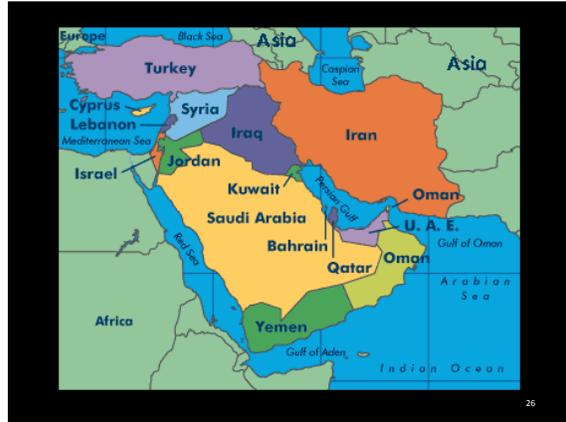 Europe
Black Sea
Asia
Turkey
Caspian
Sea
Asia
Cyprus
Syria
Lebanon
Mediterranean Sea
Iraq
Iran
Israel
Jordan
Kuwait
Persian Gulf
Oman
Saudi Arabia
U. A. E.
Bahrain
Gulf of Oman
Red Sea
Qatar
Oman
Arabian
Sea
Africa
Yemen
Gulf of Aden
Indian Ocean
26